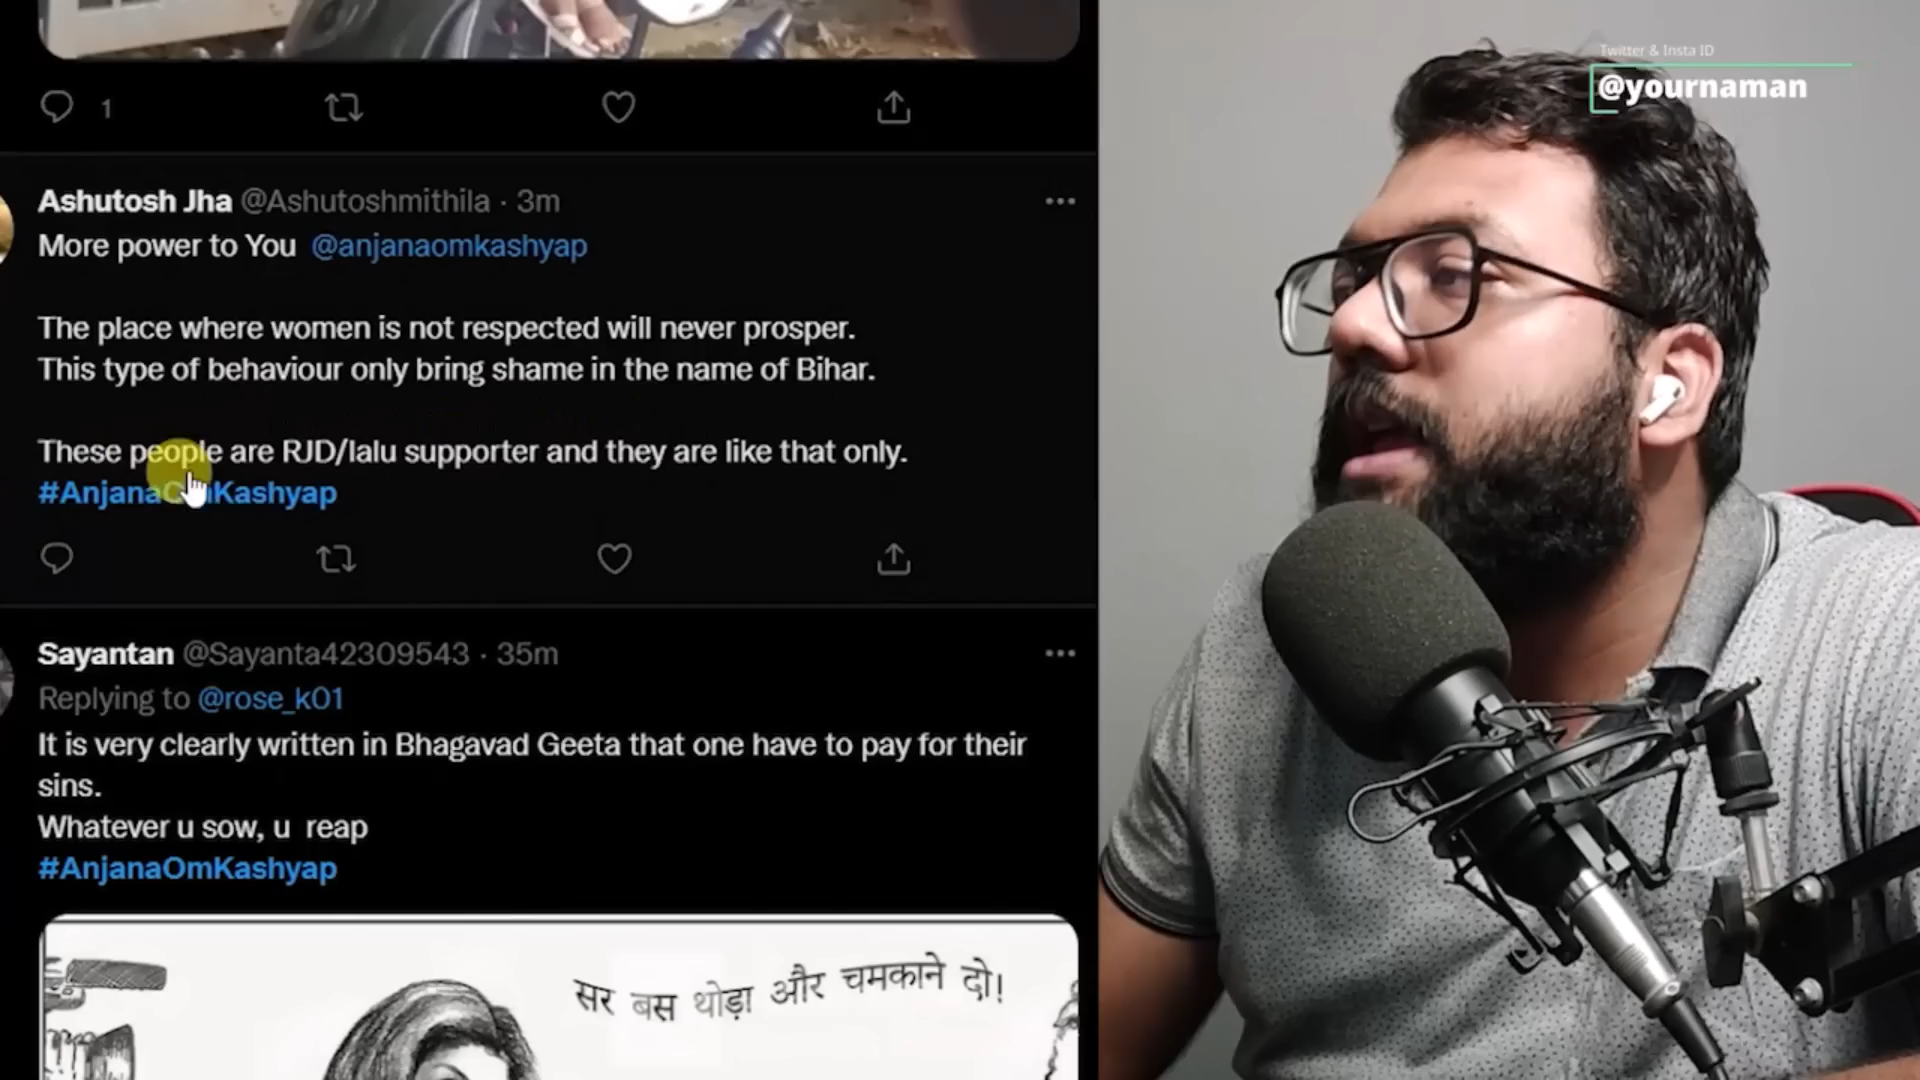 Twitter & Insta ID
@yournaman
1
Ashutosh Jha @Ashutoshmithila · 3m
More power to You @anjanaomkashyap
The place where women is not respected will never prosper.
This type of behaviour only bring shame in the name of Bihar.
These people are RJD/lalu supporter and they are like that only.
#AnjanaOmKashyap
Sayantan @Sayanta42309543 · 35m
Replying to @rose_k01
It is very clearly written in Bhagavad Geeta that one have to pay for their
sins.
Whatever u sow, u reap
#AnjanaOmKashyap
सर बस थोड़ा और चमकाने दो!